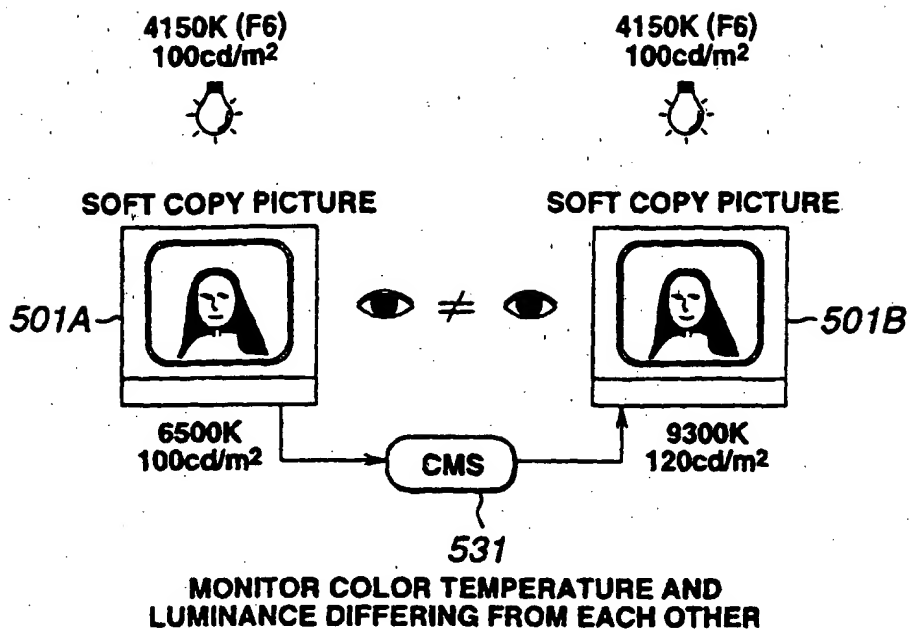 4150K (F6)
100cd/m²
4150K (F6)
100cd/m²
SOFT COPY PICTURE
SOFT COPY PICTURE
501A
≠
501B
6500K
100cd/m²
9300K
120cd/m²
CMS
531
MONITOR COLOR TEMPERATURE AND
LUMINANCE DIFFERING FROM EACH OTHER